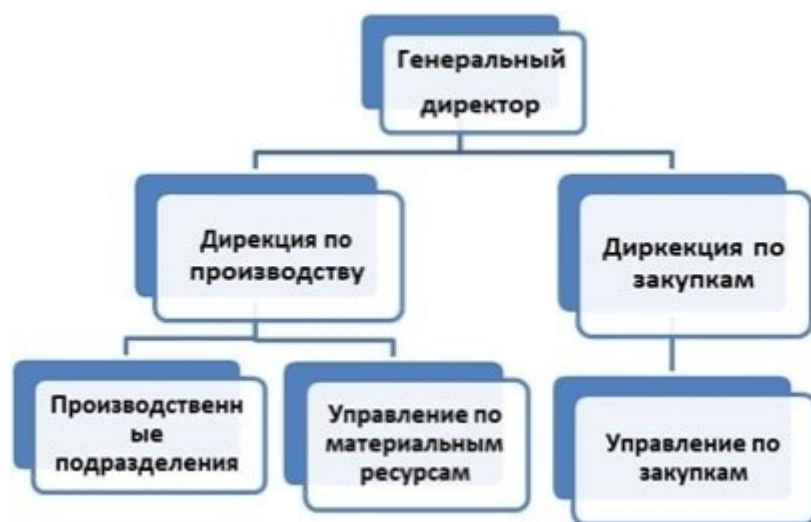 Генеральный
директор
Дирекция по
производству
Диркекция по
закупкам
Производственн
ые
подразделения
Управление по
материальным
ресурсам
Управление по
закупкам